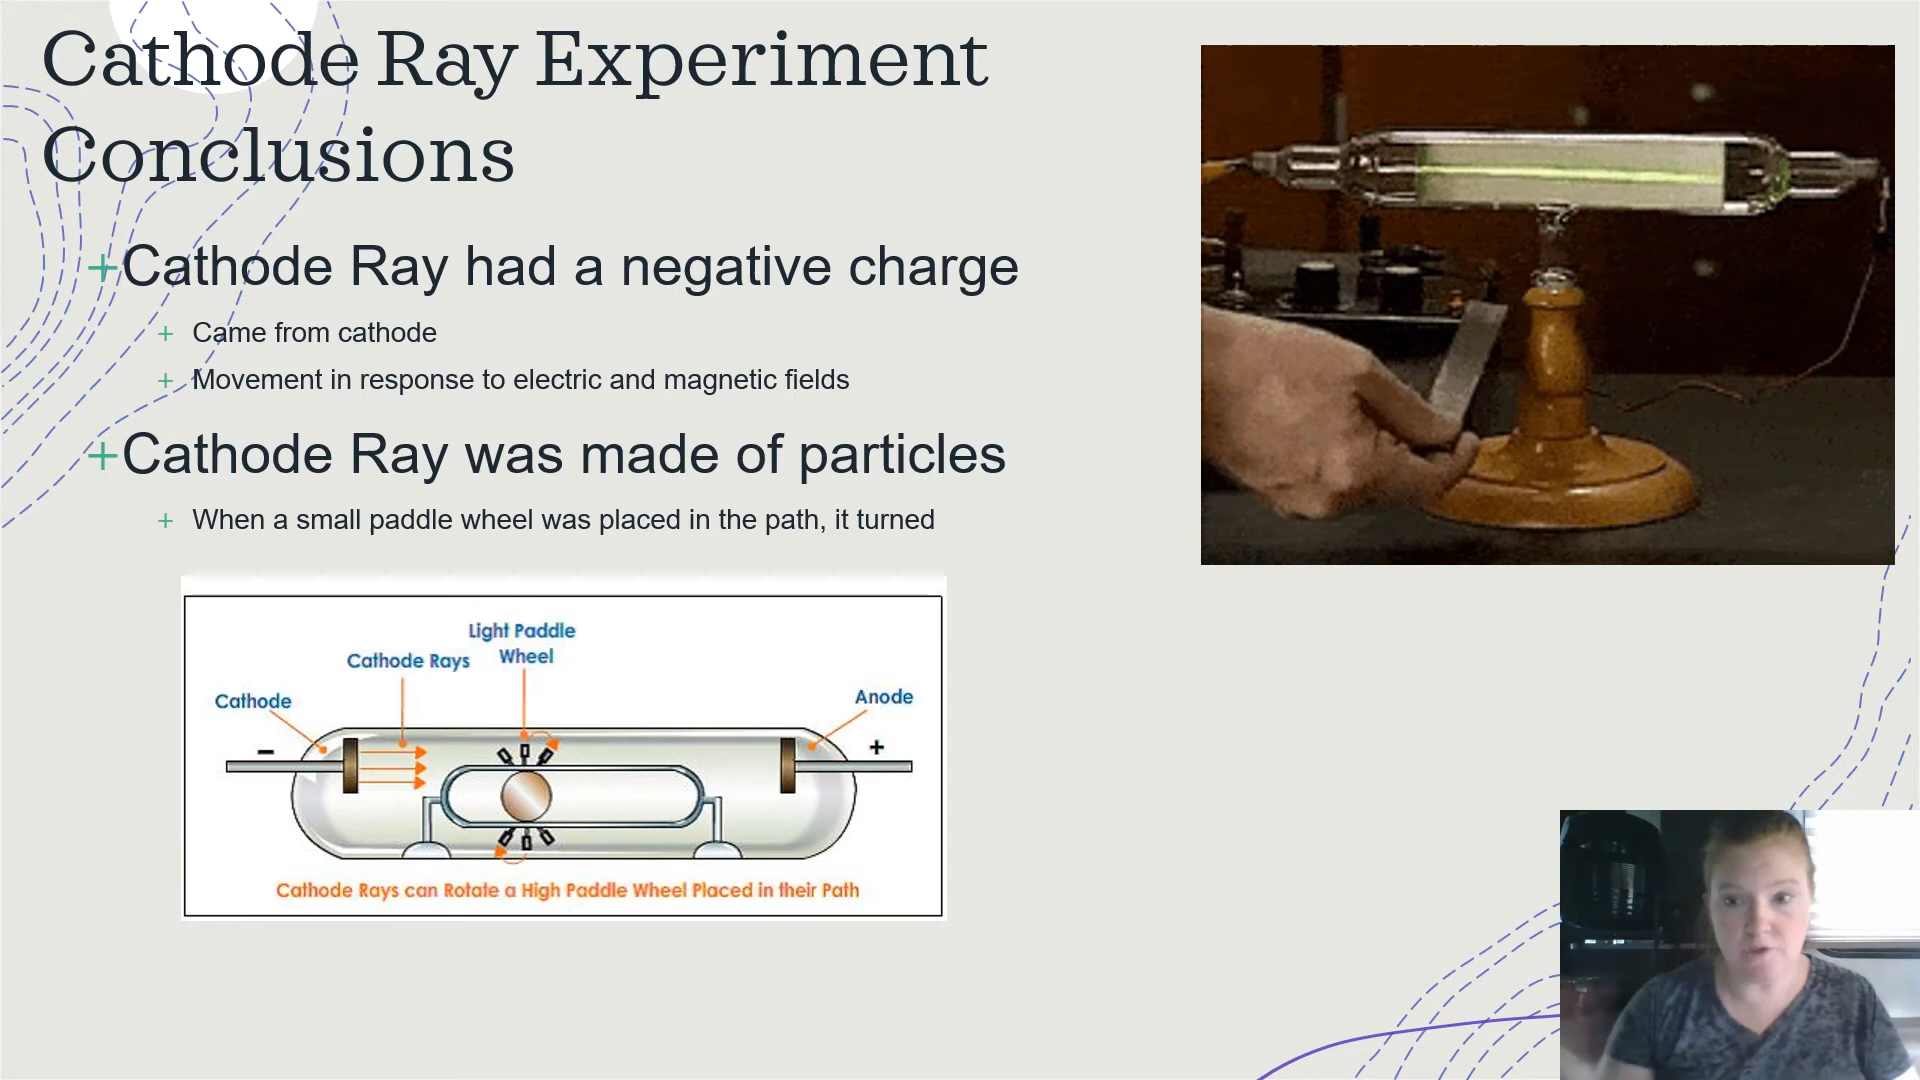 Cathode Ray Experiment
Conclusions
+Cathode Ray had a negative charge
+ Came from cathode
+ Movement in response to electric and magnetic fields
+Cathode Ray was made of particles
+ When a small paddle wheel was placed in the path, it turned
Light Paddle
Wheel
Cathode Rays
Cathode
Anode
−
+
Cathode Rays can Rotate a High Paddle Wheel Placed in their Path